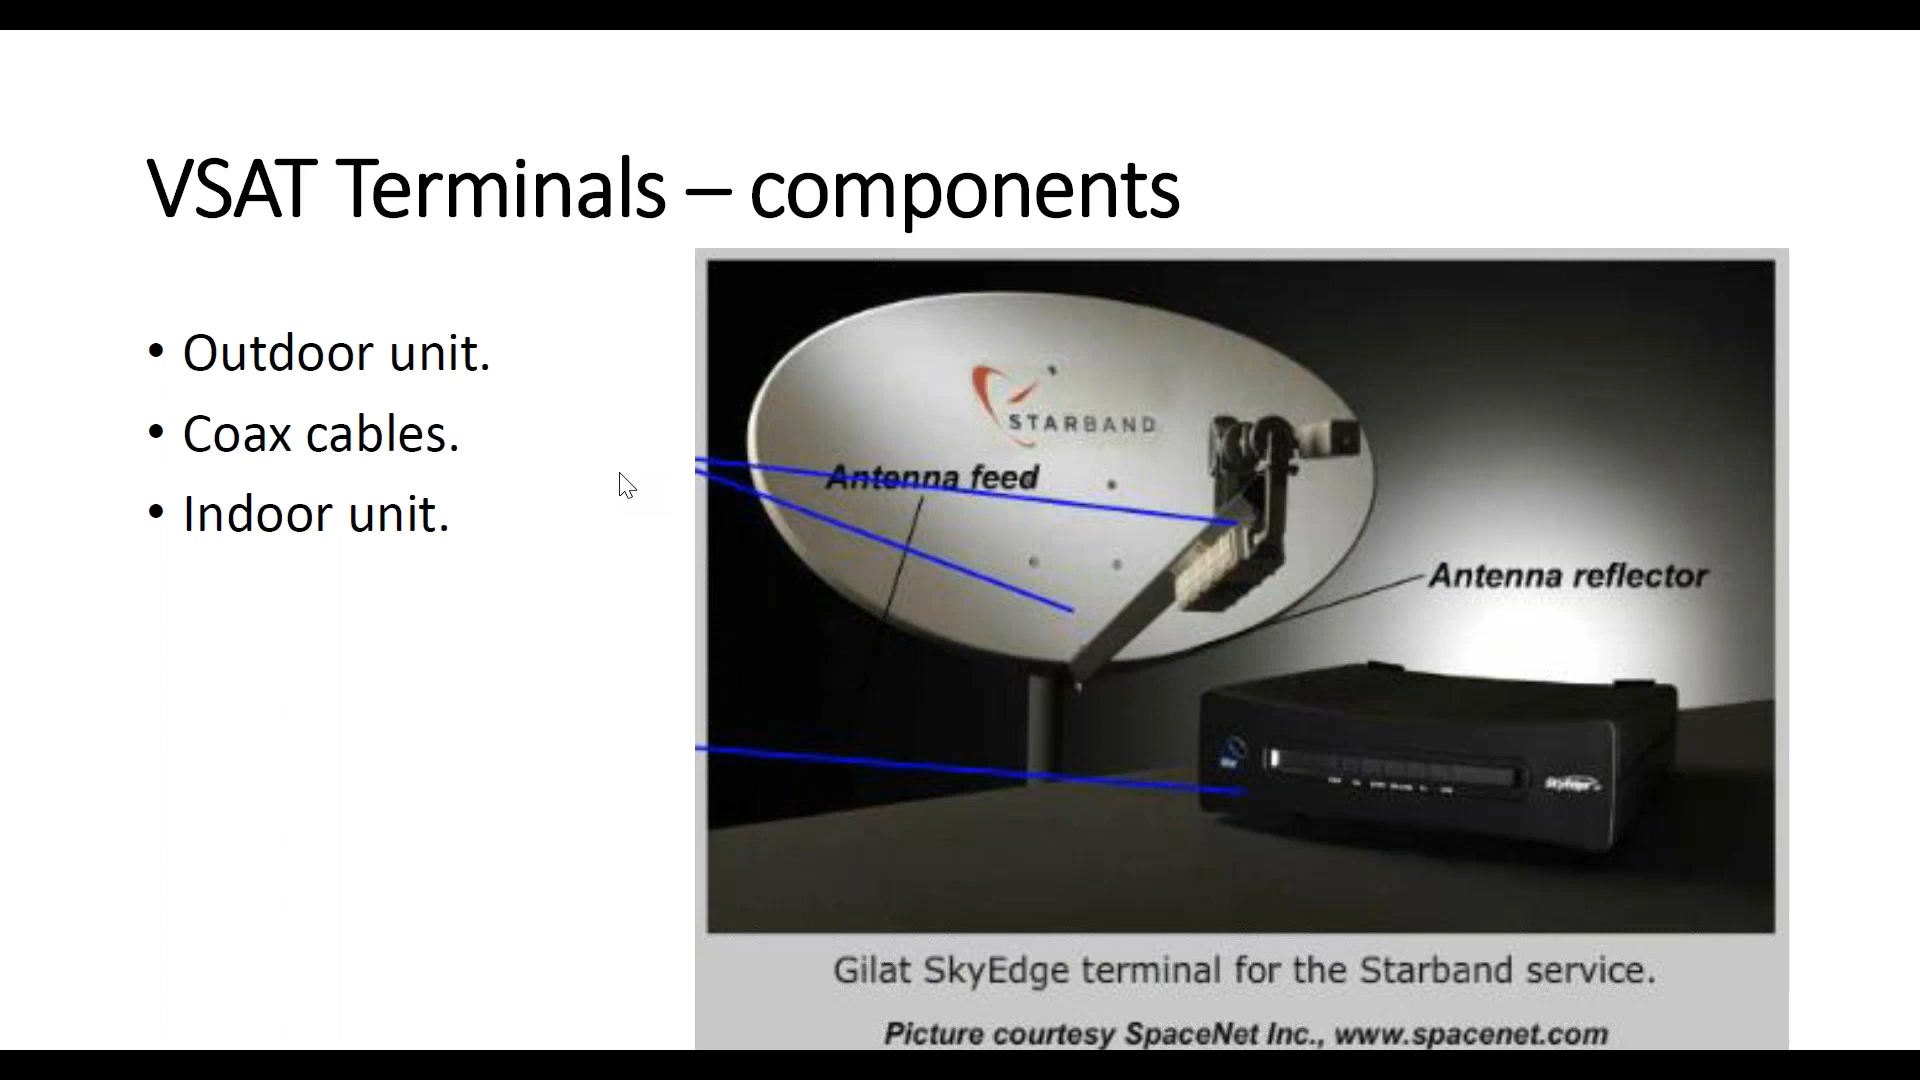 VSAT Terminals – components
• Outdoor unit.
• Coax cables.
• Indoor unit.
STARBAND
Antenna feed
Antenna reflector
SkyEdge
Gilat SkyEdge terminal for the Starband service.
Picture courtesy SpaceNet Inc., www.spacenet.com